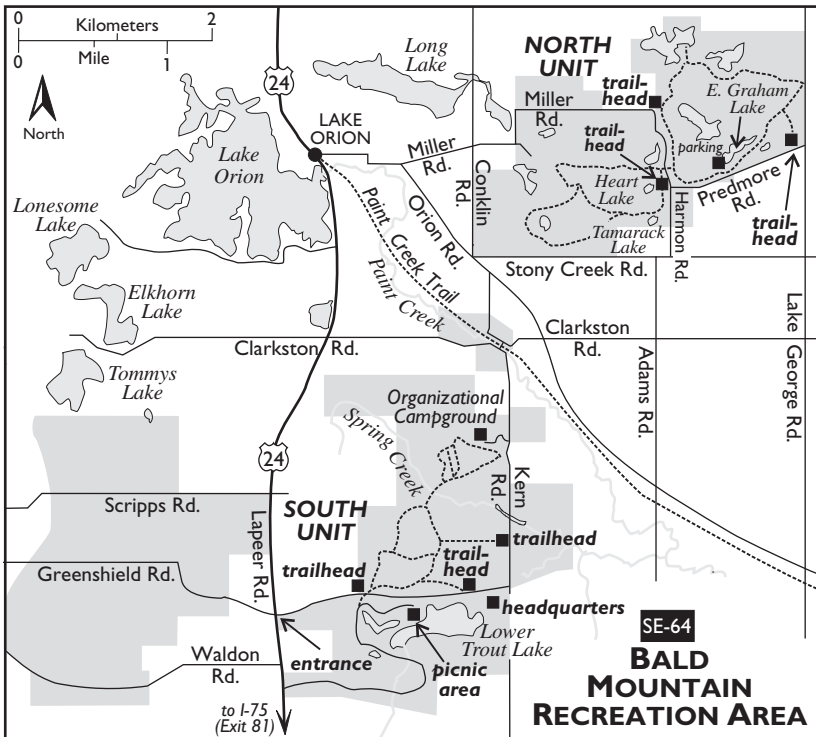 0
2
Kilometers
Mile
1
North
24
LAKE
ORION
Long
Lake
NORTH
UNIT
Miller
Rd.
trail-
head
E. Graham
Lake
parking
trail-
head
Heart
Lake
Tamarack
Lake
Harmon Rd.
Predmore
Rd.
trail-
head
Lake
Orion
Miller
Rd.
Conklin
Rd.
Orion Rd.
Paint Creek Trail
Paint Creek
Stony Creek Rd.
Lonesome
Lake
Elkhorn
Lake
Tommys
Lake
Clarkston Rd.
Clarkston
Rd.
Adams Rd.
Lake George Rd.
Organizational
Campground
Spring Creek
Kern
Rd.
24
Lapeer Rd.
Scripps Rd.
SOUTH
UNIT
trailhead
Greenshield Rd.
trailhead
trail-
head
headquarters
Lower
Trout Lake
Waldon
Rd.
entrance
picnic
area
to I-75
(Exit 81)
SE-64
BALD
MOUNTAIN
RECREATION AREA